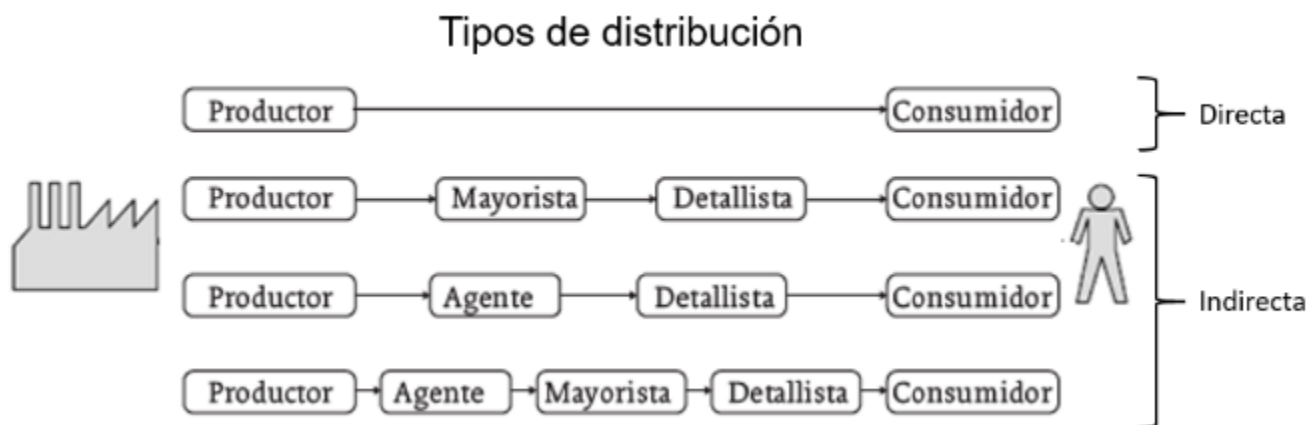 Tipos de distribución
Productor Consumidor Directa
Productor Mayorista Detallista Consumidor
Productor Agente Detallista Consumidor Indirecta
Productor Agente Mayorista Detallista Consumidor